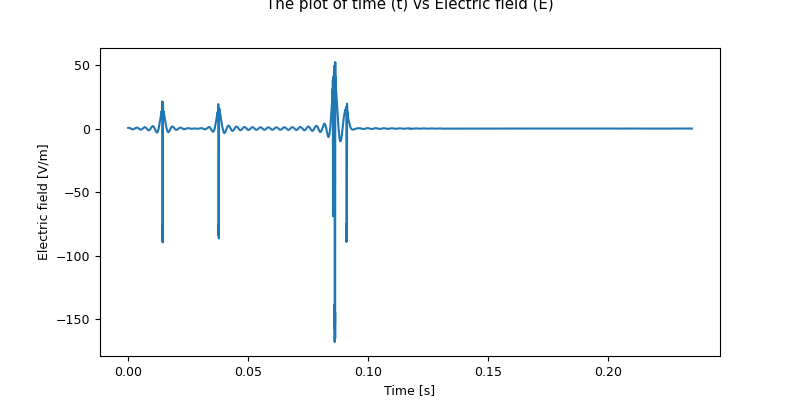 The plot of time (t) vs Electric field (E)
Electric field [V/m]
50
0
−50
−100
−150
0.00 0.05 0.10 0.15 0.20
Time [s]